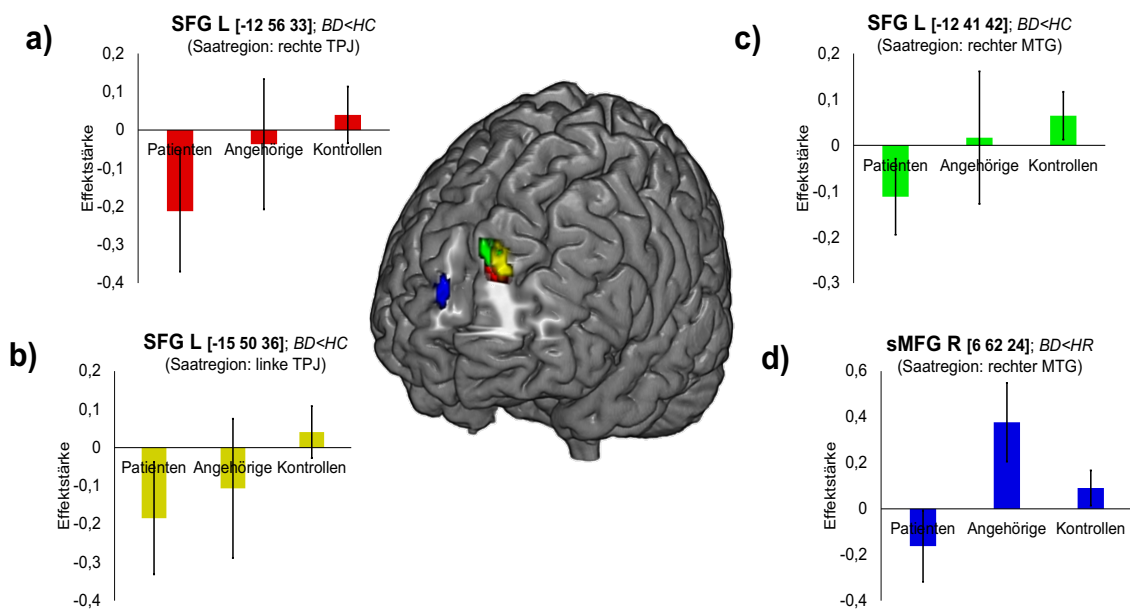 a)
SFG L [-12 56 33]; BD<HC
(Saatregion: rechte TPJ)
0,2
0,1
0
-0,1
-0,2
-0,3
-0,4
Effektstärke
Patienten Angehörige Kontrollen
b)
SFG L [-15 50 36]; BD<HC
(Saatregion: linke TPJ)
0,2
0,1
0
-0,1
-0,2
-0,3
-0,4
Effektstärke
Patienten Angehörige Kontrollen
c)
SFG L [-12 41 42]; BD<HC
(Saatregion: rechter MTG)
0,2
0,1
0
-0,1
-0,2
-0,3
Effektstärke
Patienten Angehörige Kontrollen
d)
sMFG R [6 62 24]; BD<HR
(Saatregion: rechter MTG)
0,6
0,4
0,2
0
-0,2
-0,4
Effektstärke
Patienten Angehörige Kontrollen